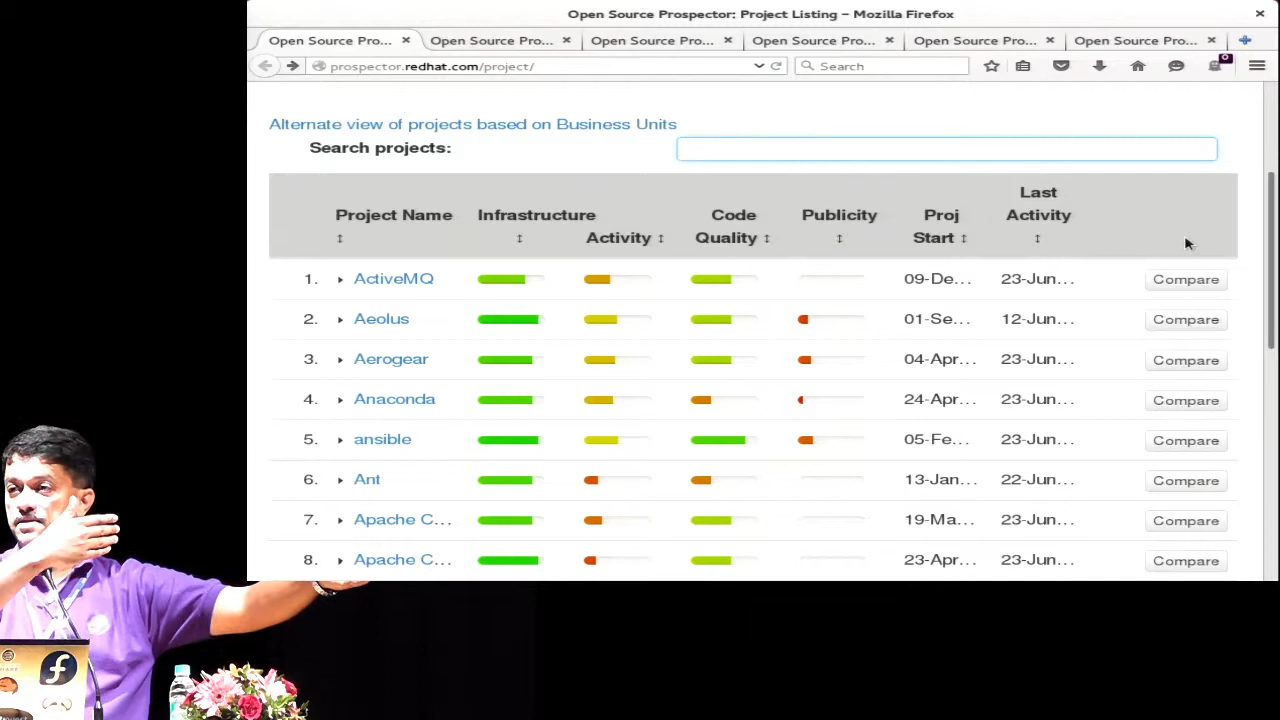 Open Source Prospector: Project Listing – Mozilla Firefox
Open Source Pro... Open Source Pro... Open Source Pro... Open Source Pro... Open Source Pro... Open Source Pro...
prospector.redhat.com/project/ Search
Alternate view of projects based on Business Units
Search projects:
Project Name Infrastructure Activity Code Quality Publicity Proj Start Last Activity
1. ActiveMQ 09-De... 23-Jun... Compare
2. Aeolus 01-Se... 12-Jun... Compare
3. Aerogear 04-Apr... 23-Jun... Compare
4. Anaconda 24-Apr... 23-Jun... Compare
5. ansible 05-Fe... 23-Jun... Compare
6. Ant 13-Jan... 22-Jun... Compare
7. Apache C... 19-Ma... 23-Jun... Compare
8. Apache C... 23-Apr... 23-Jun... Compare